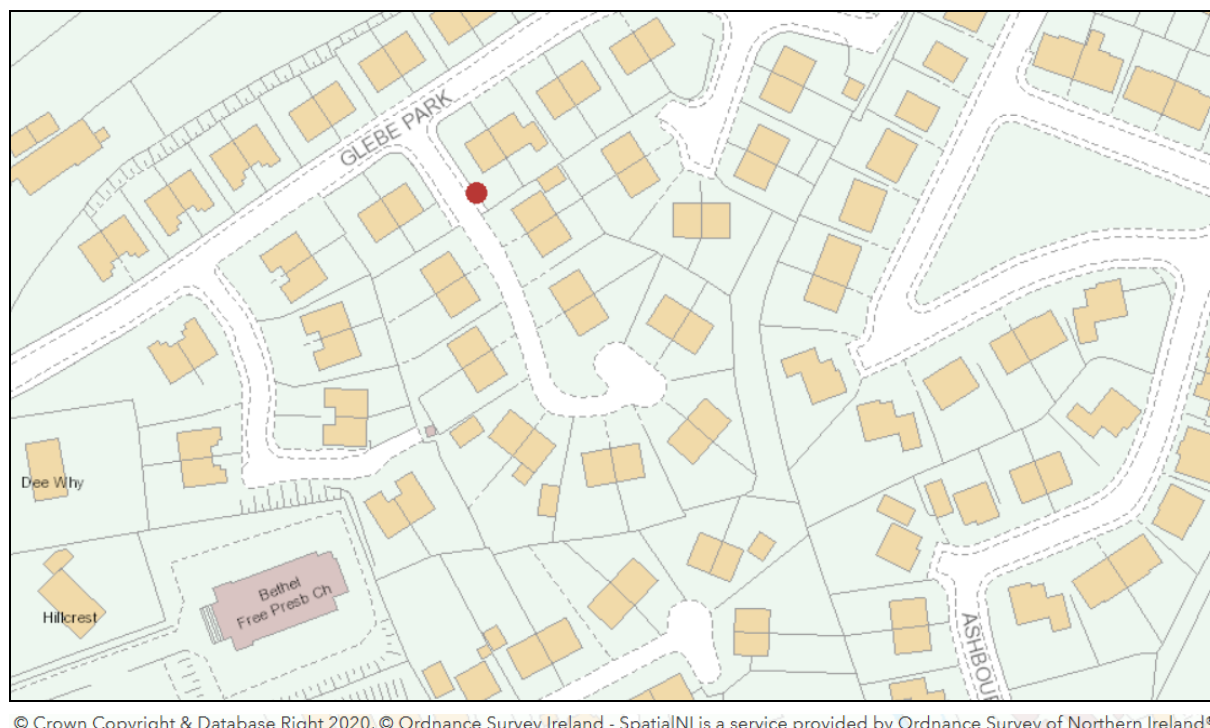 GLEBE PARK
Dee Why
Bethel
Free Presb Ch
Hillcrest
ASHBOU
© Crown Copyright & Database Right 2020. © Ordnance Survey Ireland - SpatialNI is a service provided by Ordnance Survey of Northern Ireland®